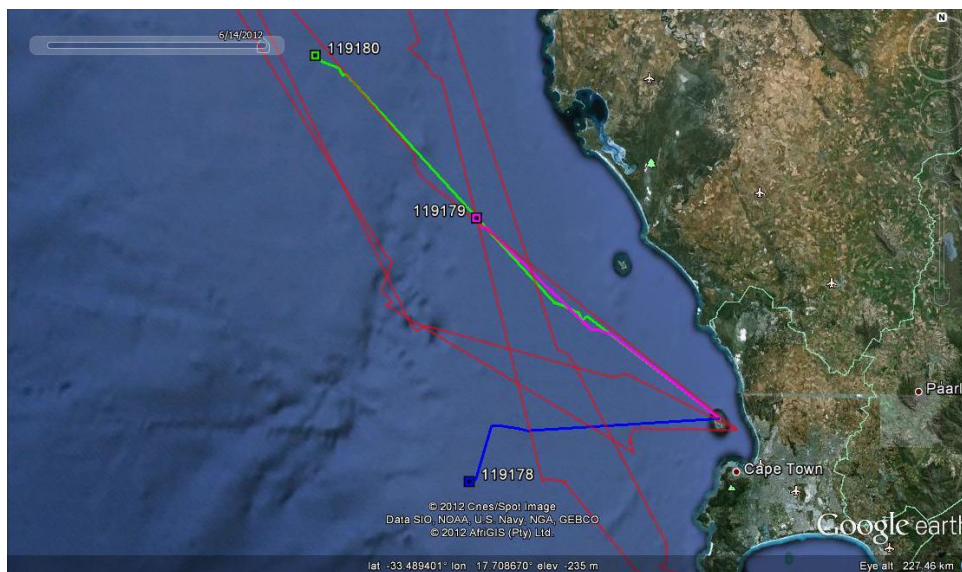 N
6/14/2012
119180
119179
119178
Paarl
Cape Town
© 2012 Cnes/Spot Image
Data SIO, NOAA, U.S. Navy, NGA, GEBCO
© 2012 AfriGIS (Pty) Ltd.
Google earth
lat -33.489401° lon 17.708670° elev -235 m
Eye alt 227.46 k